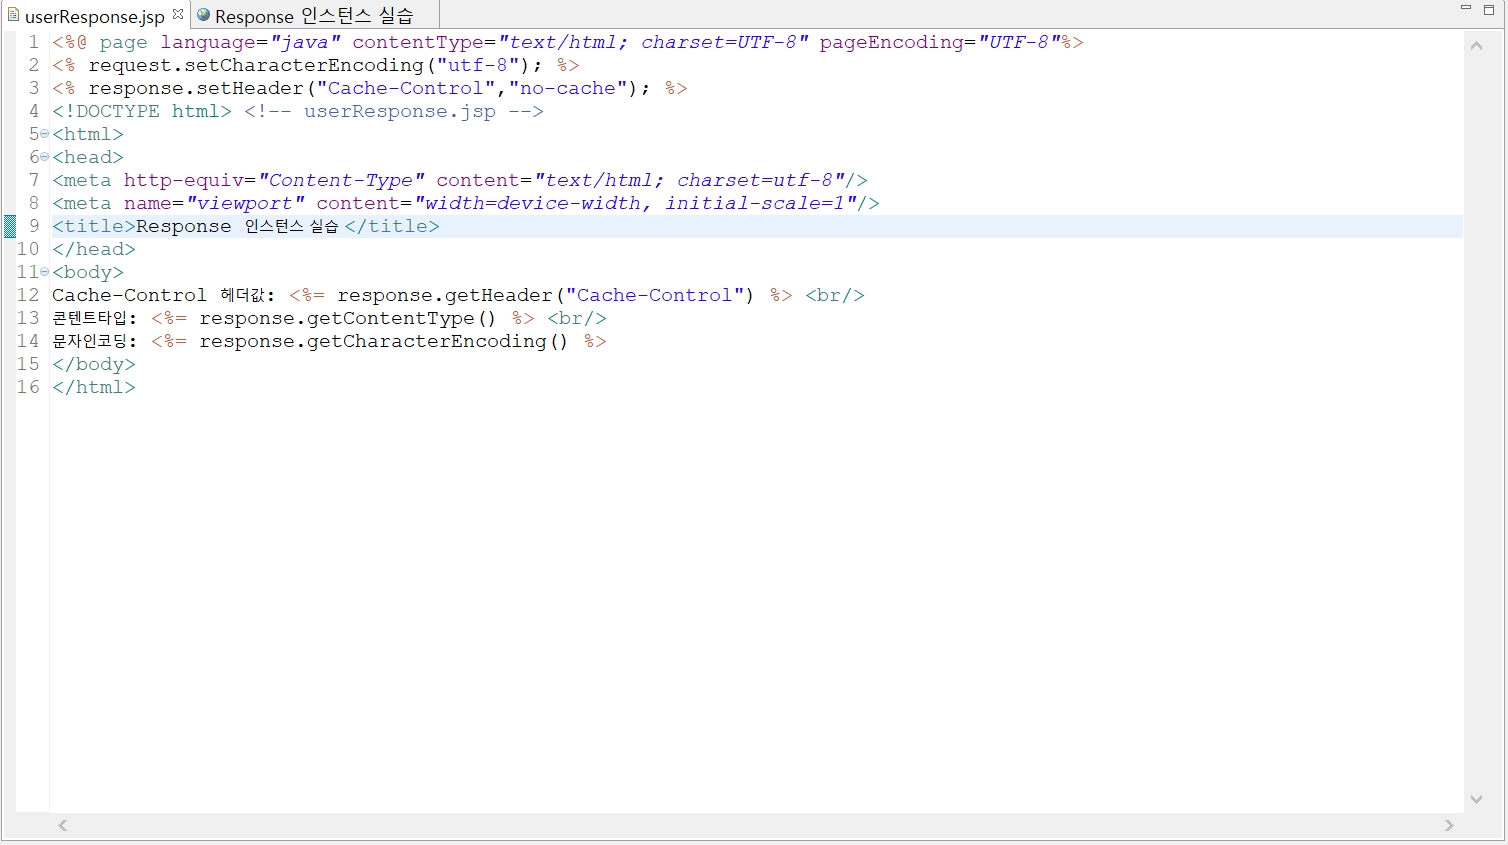 userResponse.jsp Response 인스턴스 실습
1 <%@ page language="java" contentType="text/html; charset=UTF-8" pageEncoding="UTF-8"%>
2 <% request.setCharacterEncoding("utf-8"); %>
3 <% response.setHeader("Cache-Control","no-cache"); %>
4 <!DOCTYPE html> <!-- userResponse.jsp -->
5 <html>
6 <head>
7 <meta http-equiv="Content-Type" content="text/html; charset=utf-8"/>
8 <meta name="viewport" content="width=device-width, initial-scale=1"/>
9 <title>Response 인스턴스 실습</title>
10 </head>
11 <body>
12 Cache-Control 헤더값: <%= response.getHeader("Cache-Control") %> <br/>
13 콘텐트타입: <%= response.getContentType() %> <br/>
14 문자인코딩: <%= response.getCharacterEncoding() %>
15 </body>
16 </html>